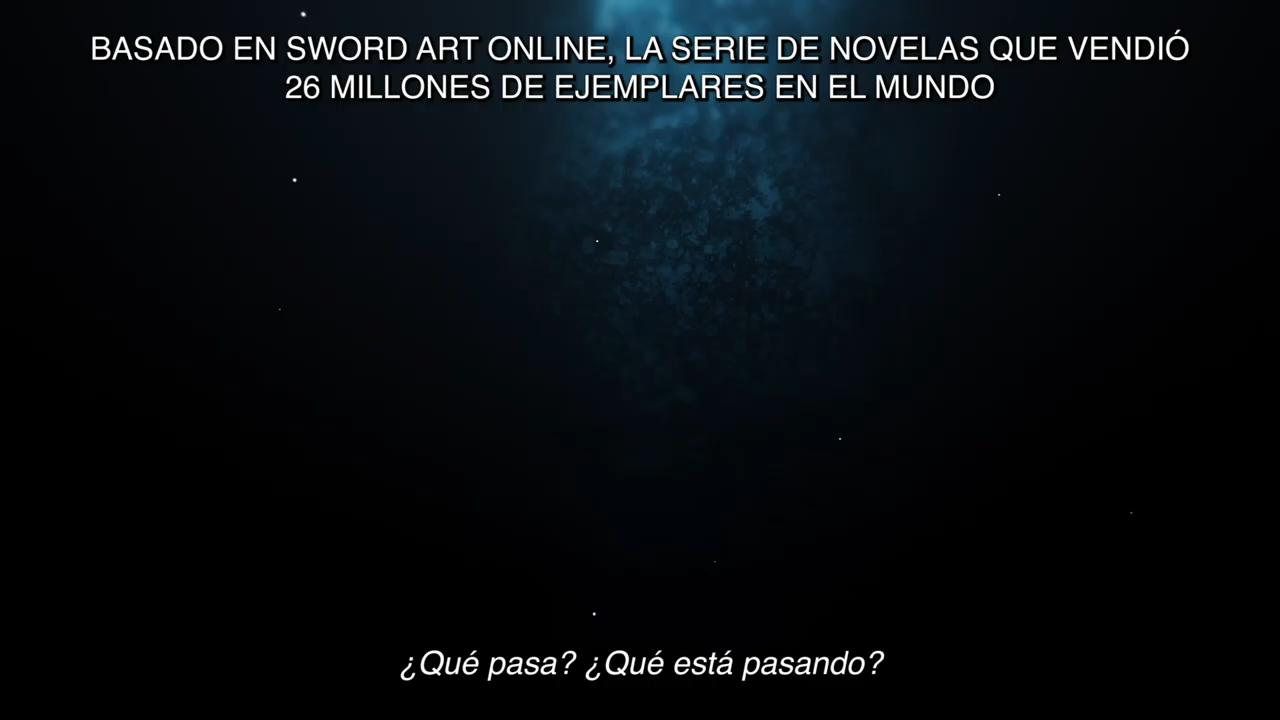 BASADO EN SWORD ART ONLINE, LA SERIE DE NOVELAS QUE VENDIÓ
26 MILLONES DE EJEMPLARES EN EL MUNDO
¿Qué pasa? ¿Qué está pasando?